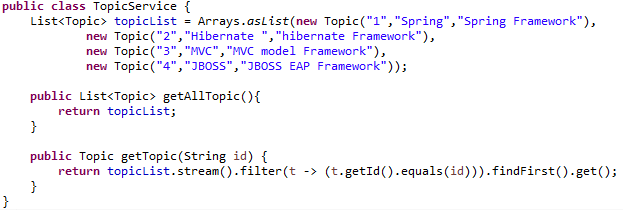 public class TopicService {
    List<Topic> topicList = Arrays.asList(new Topic("1","Spring","Spring Framework"),
            new Topic("2","Hibernate ","hibernate Framework"),
            new Topic("3","MVC","MVC model Framework"),
            new Topic("4","JBOSS","JBOSS EAP Framework"));

    public List<Topic> getAllTopic(){
        return topicList;
    }

    public Topic getTopic(String id) {
        return topicList.stream().filter(t -> (t.getId().equals(id))).findFirst().get();
    }
}